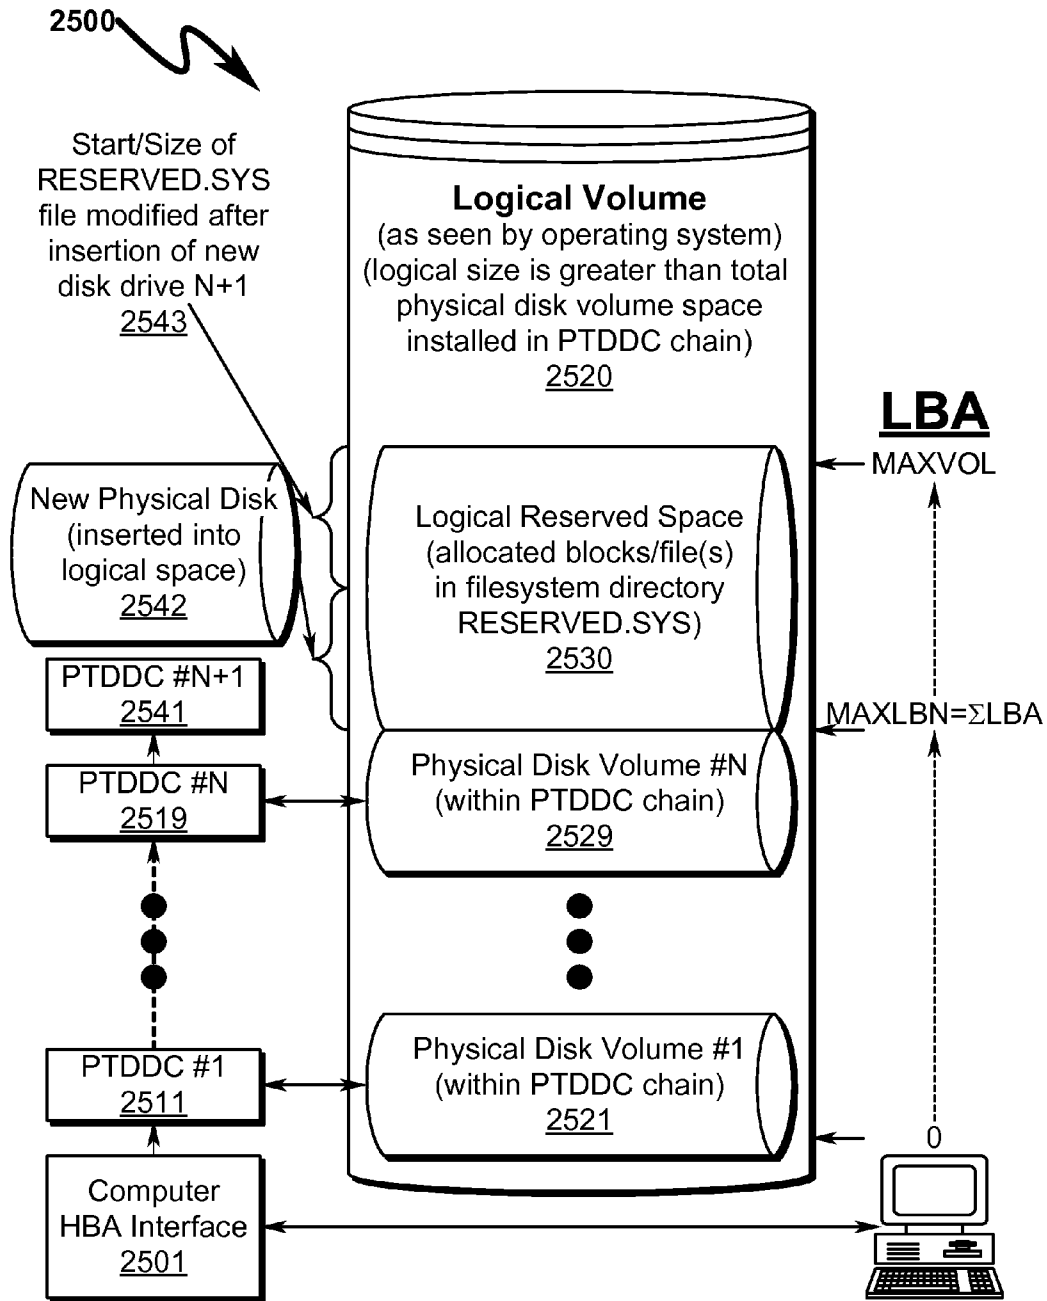 2500
Start/Size of
RESERVED.SYS
file modified after
insertion of new
disk drive N+1
2543
Logical Volume
(as seen by operating system)
(logical size is greater than total
physical disk volume space
installed in PTDDC chain)
2520
LBA
MAXVOL
New Physical Disk
(inserted into
logical space)
2542
Logical Reserved Space
(allocated blocks/file(s)
in filesystem directory
RESERVED.SYS)
2530
PTDDC #N+1
2541
MAXLBN=ΣLBA
PTDDC #N
2519
Physical Disk Volume #N
(within PTDDC chain)
2529
PTDDC #1
2511
Physical Disk Volume #1
(within PTDDC chain)
2521
0
Computer
HBA Interface
2501